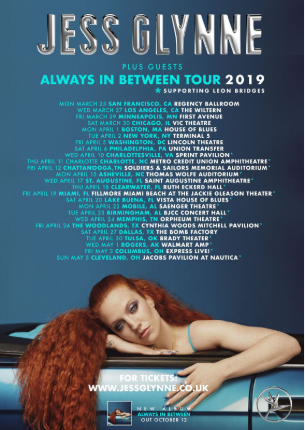 JESS GLYNNE
PLUS GUESTS
ALWAYS IN BETWEEN TOUR 2019
* SUPPORTING LEON BRIDGES
MON MARCH 25 SAN FRANCISCO, CA REGENCY BALLROOM
WED MARCH 27 LOS ANGELES, CA THE WILTERN
FRI MARCH 29 MINNEAPOLIS, MN FIRST AVENUE
SAT MARCH 30 CHICAGO, IL VIC THEATRE
MON APRIL 1 BOSTON, MA HOUSE OF BLUES
TUE APRIL 2 NEW YORK, NY TERMINAL 5
FRI APRIL 5 WASHINGTON, DC LINCOLN THEATRE
SAT APRIL 6 PHILADELPHIA, PA UNION TRANSFER
WED APRIL 10 CHARLOTTESVILLE, VA SPRINT PAVILION*
THU APRIL 11 CHARLOTTE CHARLOTTE, NC METRO CREDIT UNION AMPHITHEATRE*
FRI APRIL 12 CHATTANOOGA, TN SOLDIERS & SAILORS MEMORIAL AUDITORIUM*
MON APRIL 15 ASHEVILLE, NC THOMAS WOLFE AUDITORIUM*
WED APRIL 17 ST. AUGUSTINE, FL SAINT AUGUSTINE AMPHITHEATRE*
THU APRIL 18 CLEARWATER, FL RUTH ECKERD HALL*
FRI APRIL 19 MIAMI, FL FILLMORE MIAMI BEACH AT THE JACKIE GLEASON THEATER*
SAT APRIL 20 LAKE BUENA, FL VISTA HOUSE OF BLUES*
MON APRIL 22 MOBILE, AL SAENGER THEATRE*
TUE APRIL 23 BIRMINGHAM, AL BJCC CONCERT HALL*
WED APRIL 24 MEMPHIS, TN ORPHEUM THEATRE*
FRI APRIL 26 THE WOODLANDS, TX CYNTHIA WOODS MITCHELL PAVILION*
SAT APRIL 27 DALLAS, TX THE BOMB FACTORY
TUE APRIL 30 TULSA, OK BRADY THEATER*
WED MAY 1 ROGERS, AK WALMART AMP*
FRI MAY 3 COLUMBUS, OH EXPRESS LIVE!*
SUN MAY 5 CLEVELAND, OH JACOBS PAVILION AT NAUTICA*
FOR TICKETS:
WWW.JESSGLYNNE.CO.UK
NEW ALBUM
ALWAYS IN BETWEEN
OUT OCTOBER 12